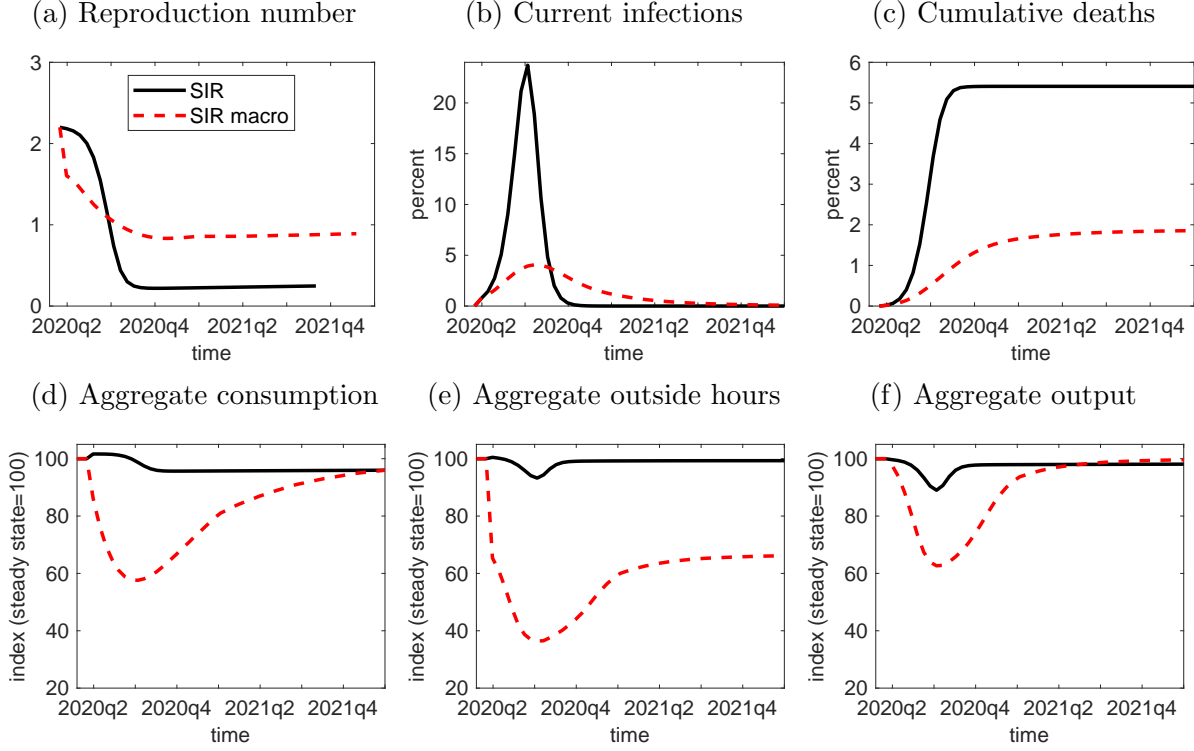 (a) Reproduction number
(b) Current infections
(c) Cumulative deaths
3
2
1
0
SIR
SIR macro
2020q2 2020q4 2021q2 2021q4
time
percent
20
15
10
5
0
2020q2 2020q4 2021q2 2021q4
time
percent
6
5
4
3
2
1
0
2020q2 2020q4 2021q2 2021q4
time
(d) Aggregate consumption
(e) Aggregate outside hours
(f) Aggregate output
index (steady state=100)
100
80
60
40
20
2020q2 2020q4 2021q2 2021q4
time
index (steady state=100)
100
80
60
40
20
2020q2 2020q4 2021q2 2021q4
time
index (steady state=100)
100
80
60
40
20
2020q2 2020q4 2021q2 2021q4
time